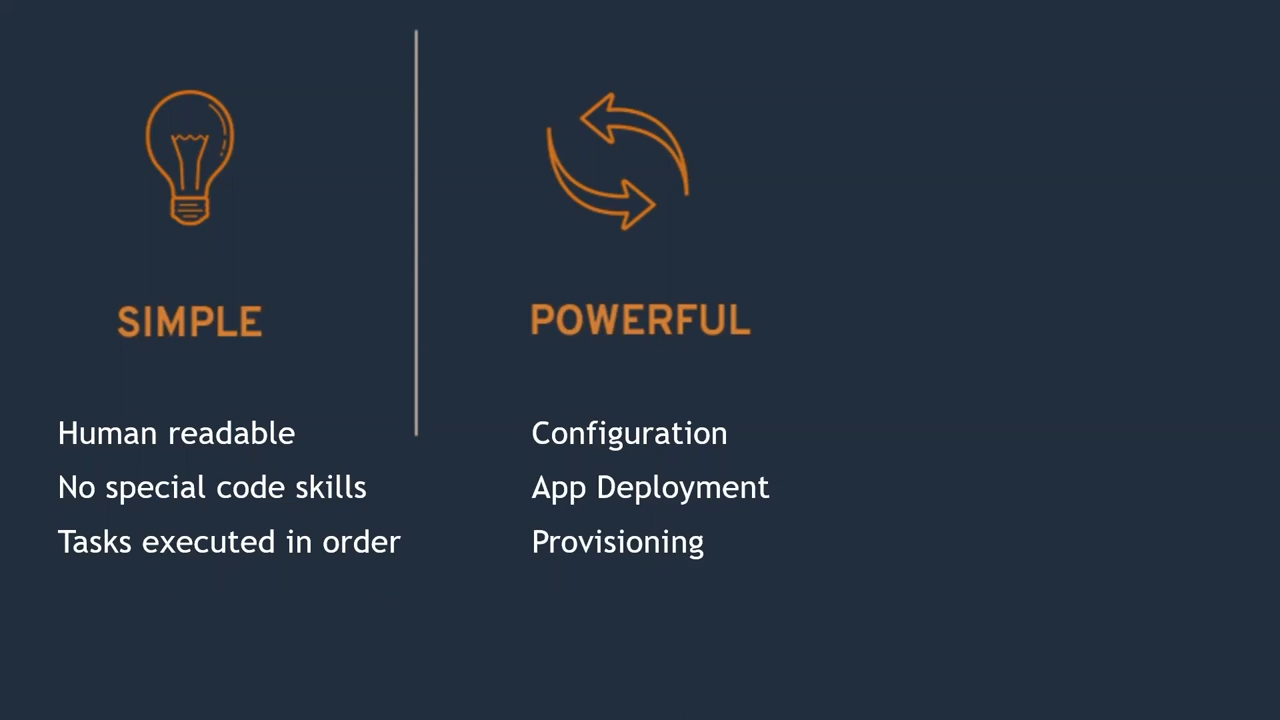 SIMPLE
Human readable
No special code skills
Tasks executed in order
POWERFUL
Configuration
App Deployment
Provisioning